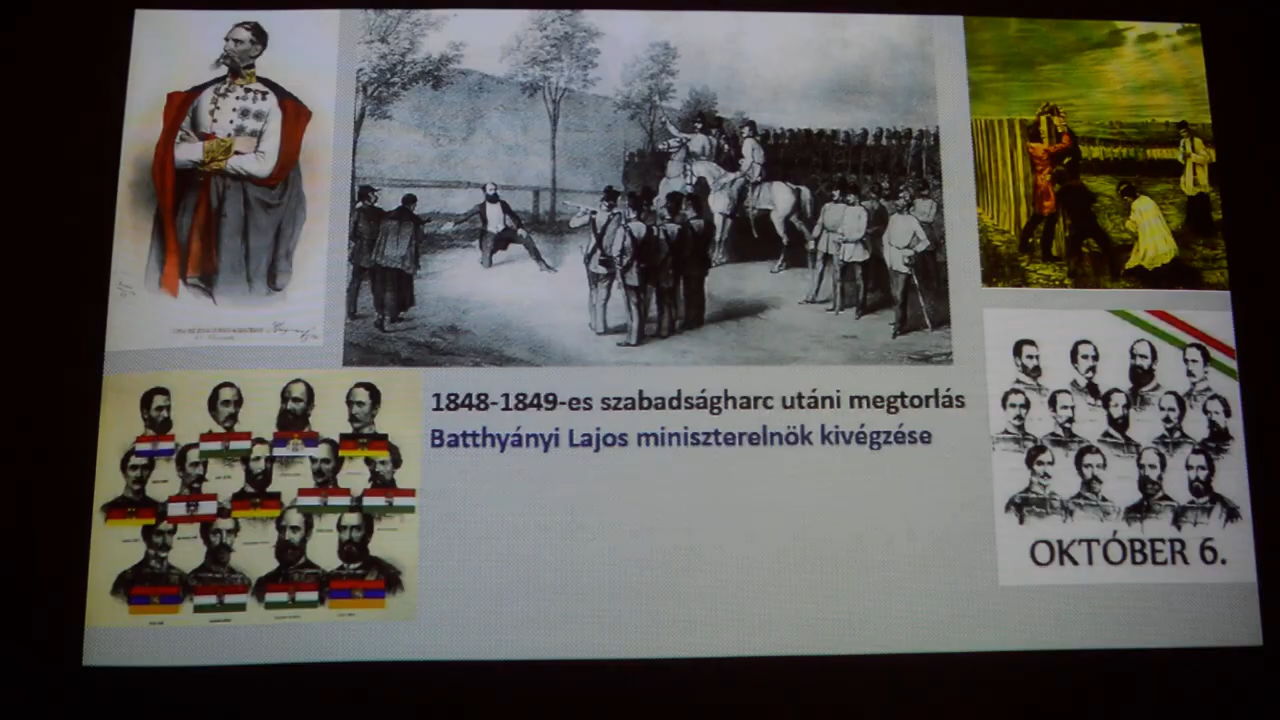 1848-1849-es szabadságharc utáni megtorlás
Batthyányi Lajos miniszterelnök kivégzése
OKTÓBER 6.